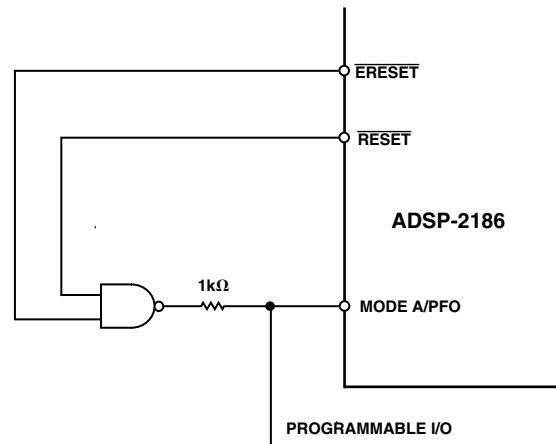 ERESET
RESET
ADSP-2186
1kΩ
MODE A/PFO
PROGRAMMABLE I/O